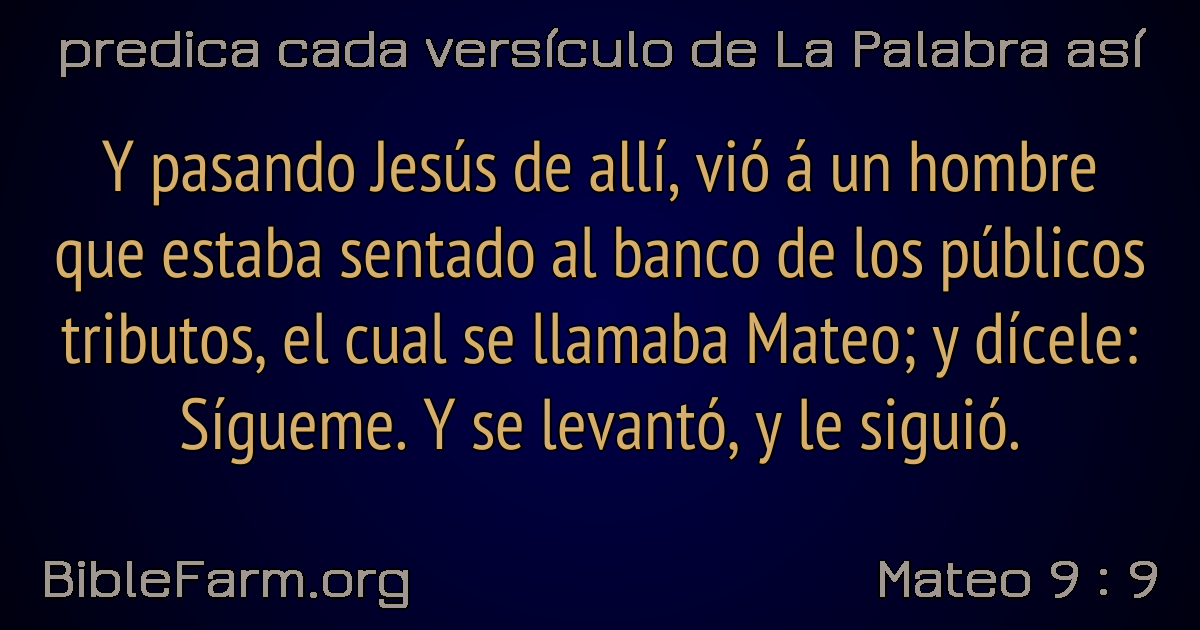 predica cada versículo de La Palabra así
Y pasando Jesús de allí, vió á un hombre
que estaba sentado al banco de los públicos
tributos, el cual se llamaba Mateo; y dícele:
Sígueme. Y se levantó, y le siguió.
BibleFarm.org
Mateo 9 : 9